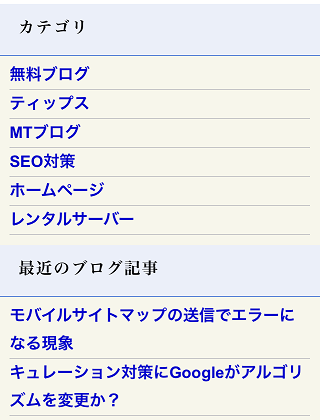 カテゴリ
無料ブログ
ティップス
MTブログ
SEO対策
ホームページ
レンタルサーバー
最近のブログ記事
モバイルサイトマップの送信でエラーに
なる現象
キュレーション対策にGoogleがアルゴリ
ズムを変更か？